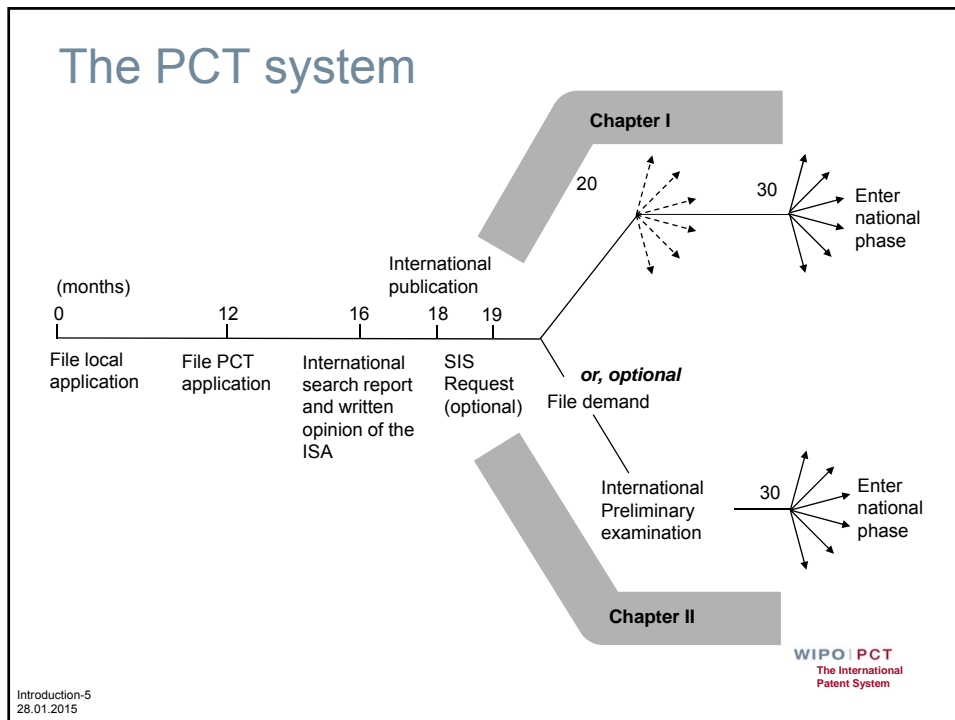 The PCT system
Chapter I
20
30
Enter
national
phase
International
publication
(months)
0
12
16
18
19
File local
application
File PCT
application
International
search report
and written
opinion of the
ISA
SIS
Request
(optional)
or, optional
File demand
International
Preliminary
examination
30
Enter
national
phase
Chapter II
WIPO | PCT
The International
Patent System
Introduction-5
28.01.2015